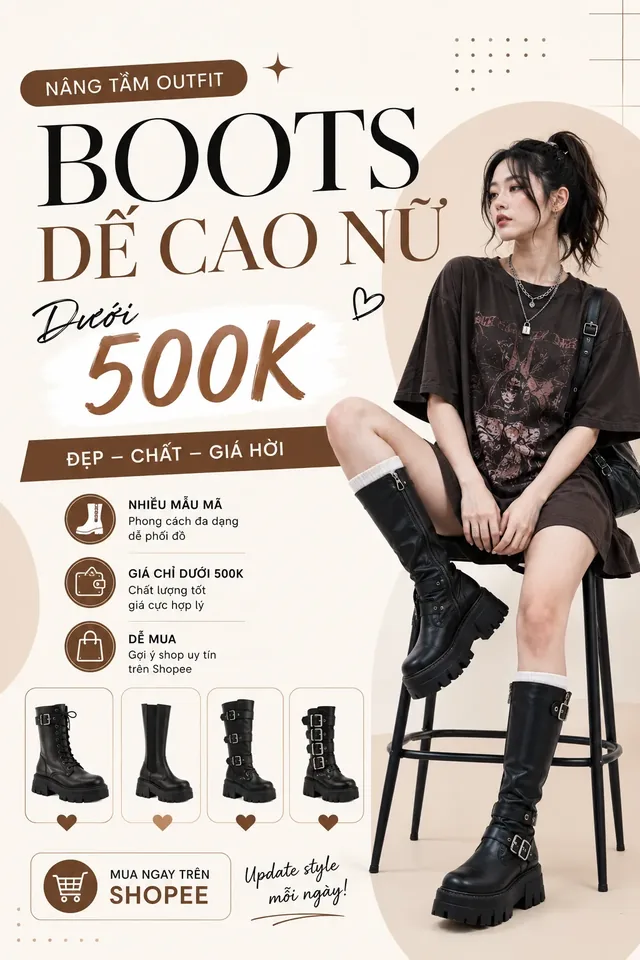 NÂNG TẦM OUTFIT
BOOTS
DẾ CAO NỮ
Dưới
500K
ĐẸP – CHẤT – GIÁ HỜI
NHIỀU MẪU MÃ
Phong cách đa dạng
dễ phối đồ
GIÁ CHỈ DƯỚI 500K
Chất lượng tốt
giá cực hợp lý
DỄ MUA
Gợi ý shop uy tín
trên Shopee
MUA NGAY TRÊN
SHOPEE
Update style
mỗi ngày!